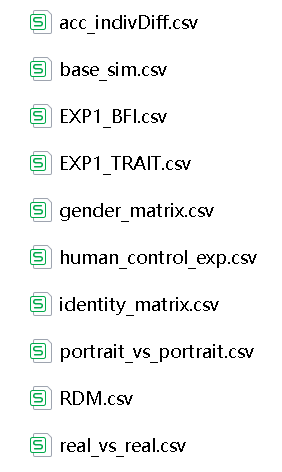 acc_indivDiff.csv
base_sim.csv
EXP1_BFI.csv
EXP1_TRAIT.csv
gender_matrix.csv
human_control_exp.csv
identity_matrix.csv
portrait_vs_portrait.csv
RDM.csv
real_vs_real.csv